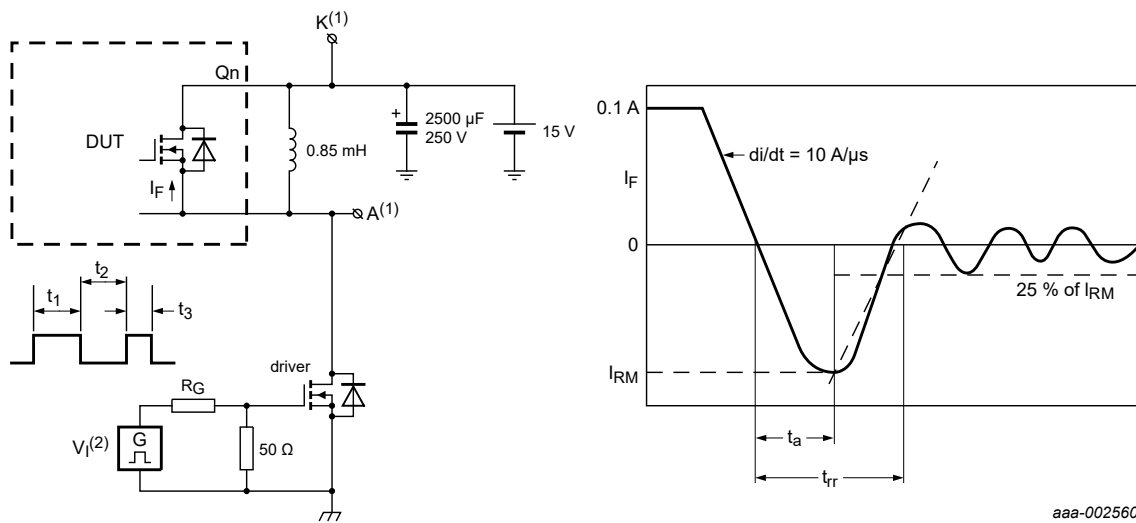 K(1)
Qn
DUT
IF
0.85 mH
+
2500 μF
250 V
15 V
A(1)
t1
t2
t3
driver
RG
VI(2)
G
50 Ω
0.1 A
di/dt = 10 A/μs
IF
0
25 % of IRM
IRM
ta
trr
aaa-002560